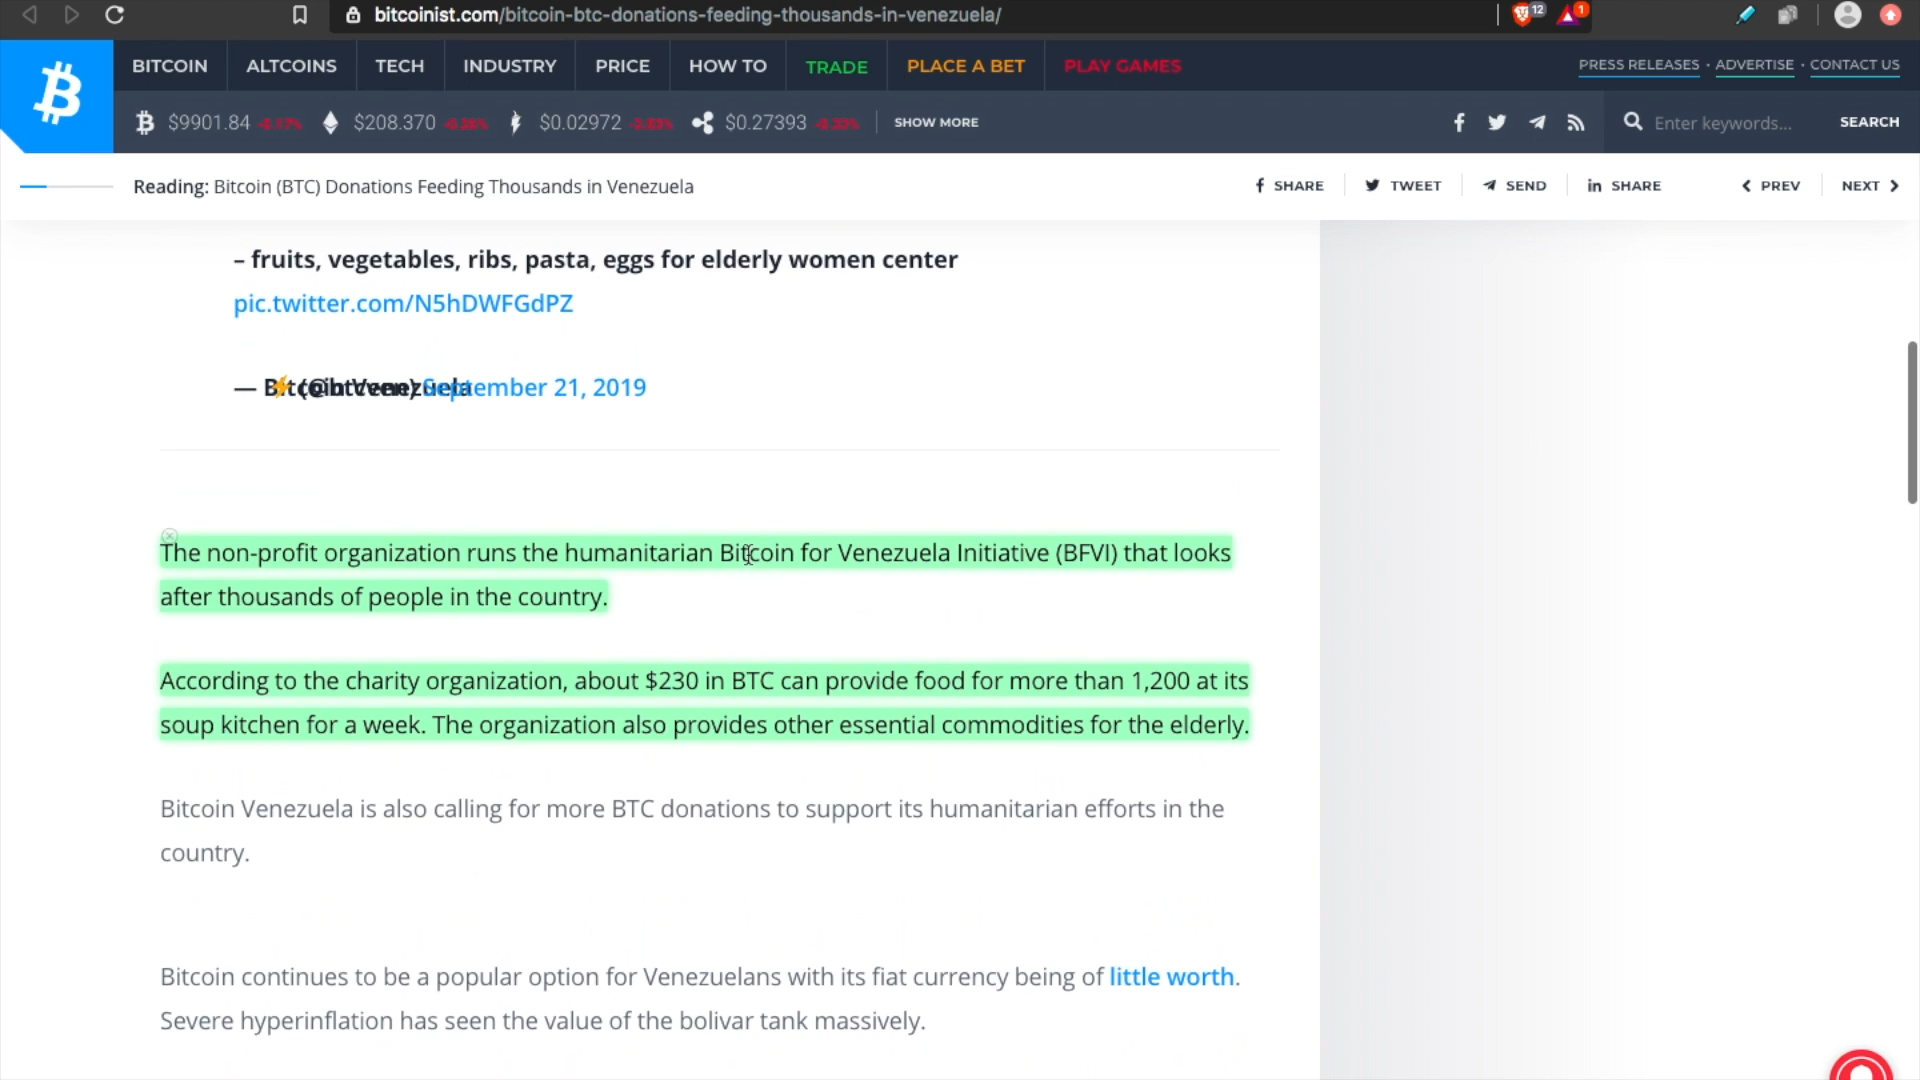 bitcoinist.com/bitcoin-btc-donations-feeding-thousands-in-venezuela/
12
1
BITCOIN ALTCOINS TECH INDUSTRY PRICE HOW TO TRADE PLACE A BET PLAY GAMES
PRESS RELEASES · ADVERTISE · CONTACT US
$9901.84 $208.370 $0.02972 $0.27393 SHOW MORE
Enter keywords... SEARCH
Reading: Bitcoin (BTC) Donations Feeding Thousands in Venezuela
SHARE TWEET SEND SHARE PREV NEXT
– fruits, vegetables, ribs, pasta, eggs for elderly women center
pic.twitter.com/N5hDWFGdPZ
— Bitcoin Venezuela (@btcven) September 21, 2019
The non-profit organization runs the humanitarian Bitcoin for Venezuela Initiative (BFVI) that looks
after thousands of people in the country.
According to the charity organization, about $230 in BTC can provide food for more than 1,200 at its
soup kitchen for a week. The organization also provides other essential commodities for the elderly.
Bitcoin Venezuela is also calling for more BTC donations to support its humanitarian efforts in the
country.
Bitcoin continues to be a popular option for Venezuelans with its fiat currency being of little worth.
Severe hyperinflation has seen the value of the bolivar tank massively.